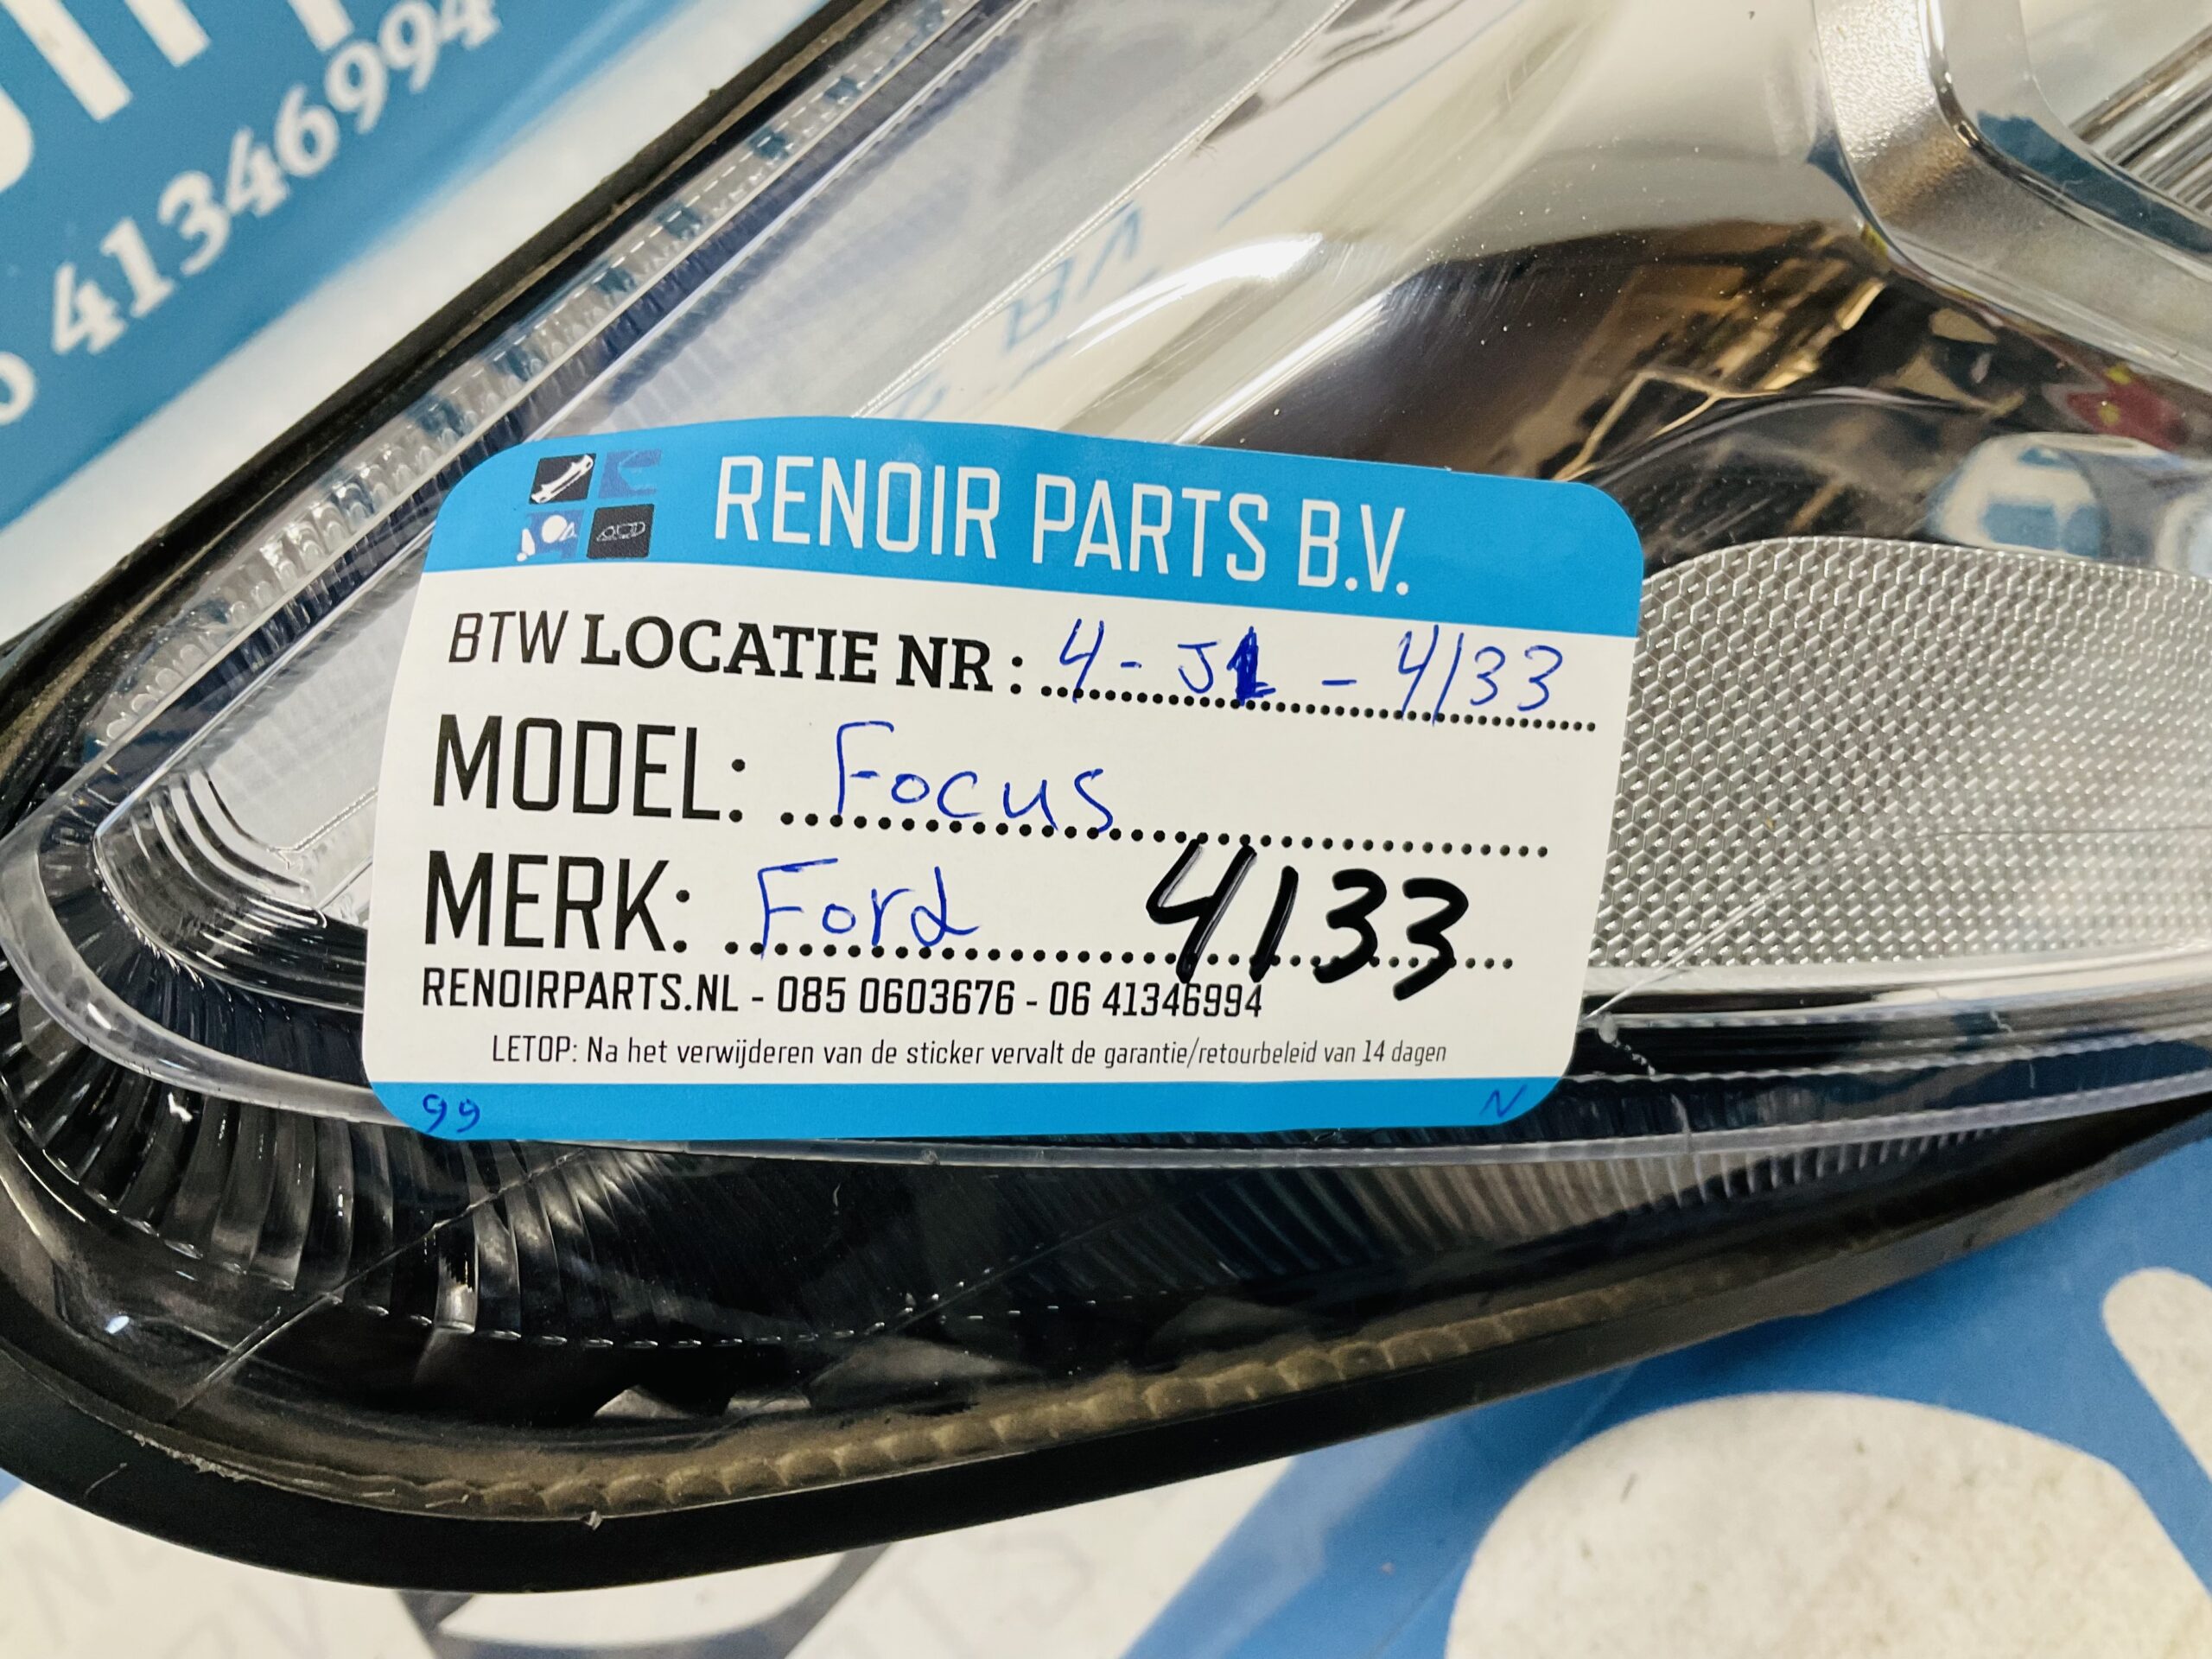 41346994
RENOIR PARTS B.V.
BTW LOCATIE NR : 4 - J1 - 4133
MODEL: Focus
MERK: Ford 4133
RENOIRPARTS.NL - 085 0603676 - 06 41346994
LETOP: Na het verwijderen van de sticker vervalt de garantie/retourbeleid van 14 dagen
99 N